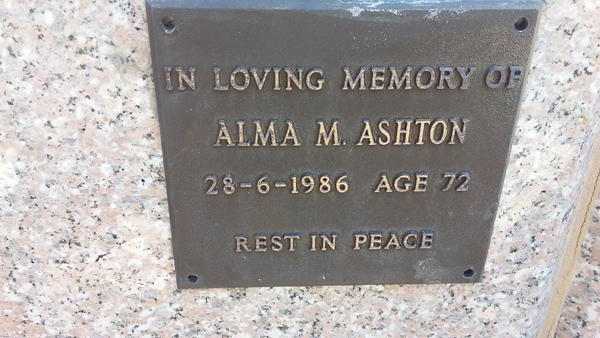 IN LOVING MEMORY OF
ALMA M. ASHTON
28-6-1986 AGE 72
REST IN PEACE